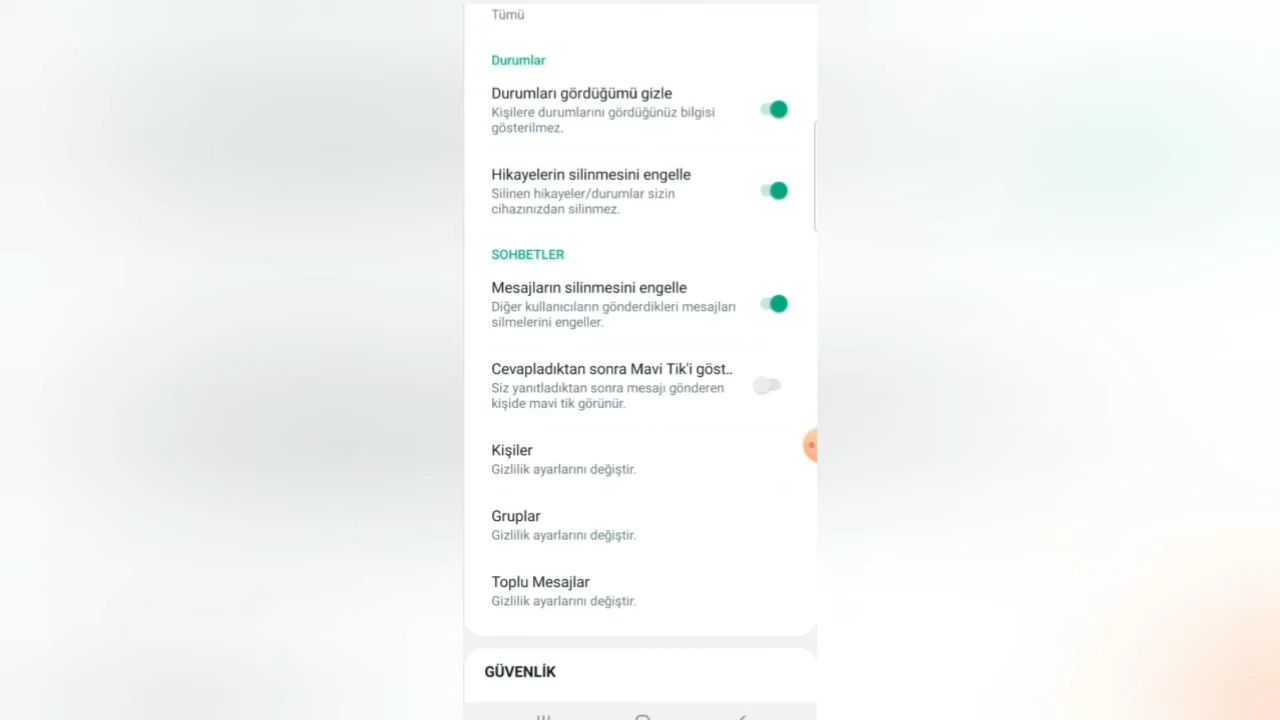 Tümü
Durumlar
Durumları gördüğümü gizle
Kişilere durumlarını gördüğünüz bilgisi
gösterilmez.
Hikayelerin silinmesini engelle
Silinen hikayeler/durumlar sizin
cihazınızdan silinmez.
SOHBETLER
Mesajların silinmesini engelle
Diğer kullanıcıların gönderdikleri mesajları
silmelerini engeller.
Cevapladıktan sonra Mavi Tik'i göst..
Siz yanıtladıktan sonra mesajı gönderen
kişide mavi tik görünür.
Kişiler
Gizlilik ayarlarını değiştir.
Gruplar
Gizlilik ayarlarını değiştir.
Toplu Mesajlar
Gizlilik ayarlarını değiştir.
GÜVENLİK